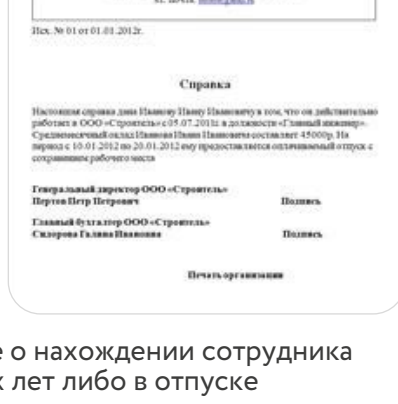 Исх. № 01 от 01.01.2012г.
Справка
Настоящая справка дана Иванову Ивану Ивановичу в том, что он действительно
работает в ООО «Строитель» с 05.07.2011г. в должности «Главный инженер».
Среднемесячный оклад Иванова Ивана Ивановича составляет 45000р. На
период с 10.01.2012 по 20.01.2012 ему предоставляется оплачиваемый отпуск с
сохранением рабочего места
Генеральный директор ООО «Строитель»
Пертов Петр Петрович Подпись
Главный бухгалтер ООО «Строитель»
Сидорова Галина Ивановна Подпись
Печать организации
е о нахождении сотрудника
х лет либо в отпуске